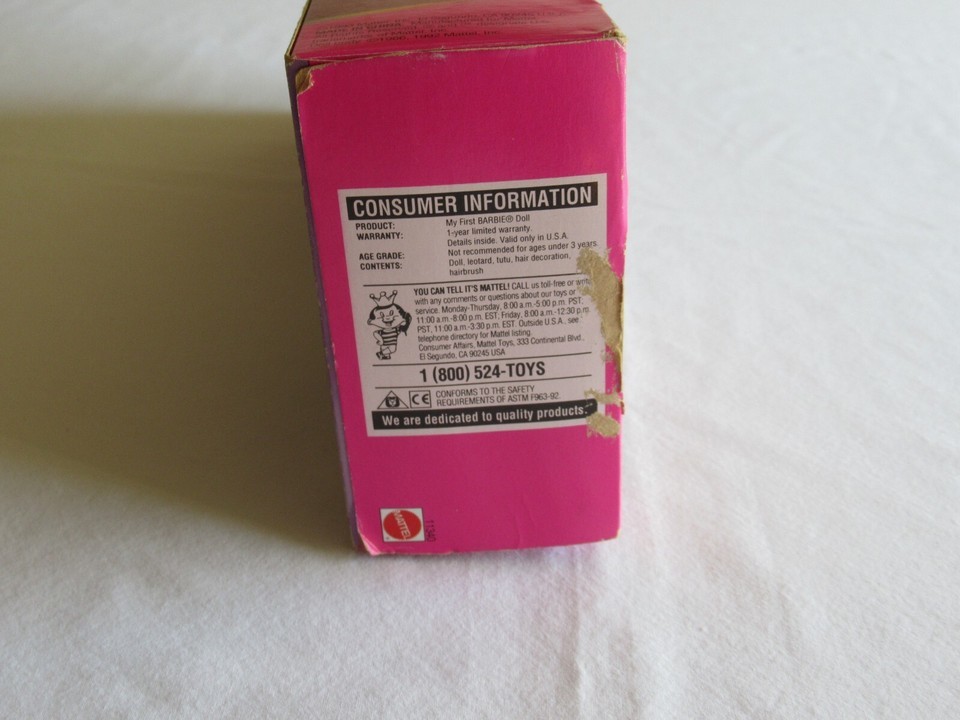 CONSUMER INFORMATION
PRODUCT: My First BARBIE® Doll
WARRANTY: 1-year limited warranty.
Details inside. Valid only in U.S.A.
AGE GRADE: Not recommended for ages under 3 years.
CONTENTS: Doll, leotard, tutu, hair decoration,
hairbrush
YOU CAN TELL IT'S MATTEL! CALL us toll-free or write
with any comments or questions about our toys or
service. Monday-Thursday, 8:00 a.m.-5:00 p.m. PST,
11:00 a.m.-8:00 p.m. EST; Friday, 8:00 a.m.-12:30 p.m.
PST, 11:00 a.m.-3:30 p.m. EST. Outside U.S.A., see
telephone directory for Mattel listing.
Consumer Affairs, Mattel Toys, 333 Continental Blvd.,
El Segundo, CA 90245 USA
1 (800) 524-TOYS
CE CONFORMS TO THE SAFETY
REQUIREMENTS OF ASTM F963-92.
We are dedicated to quality products.
MATTEL
11340